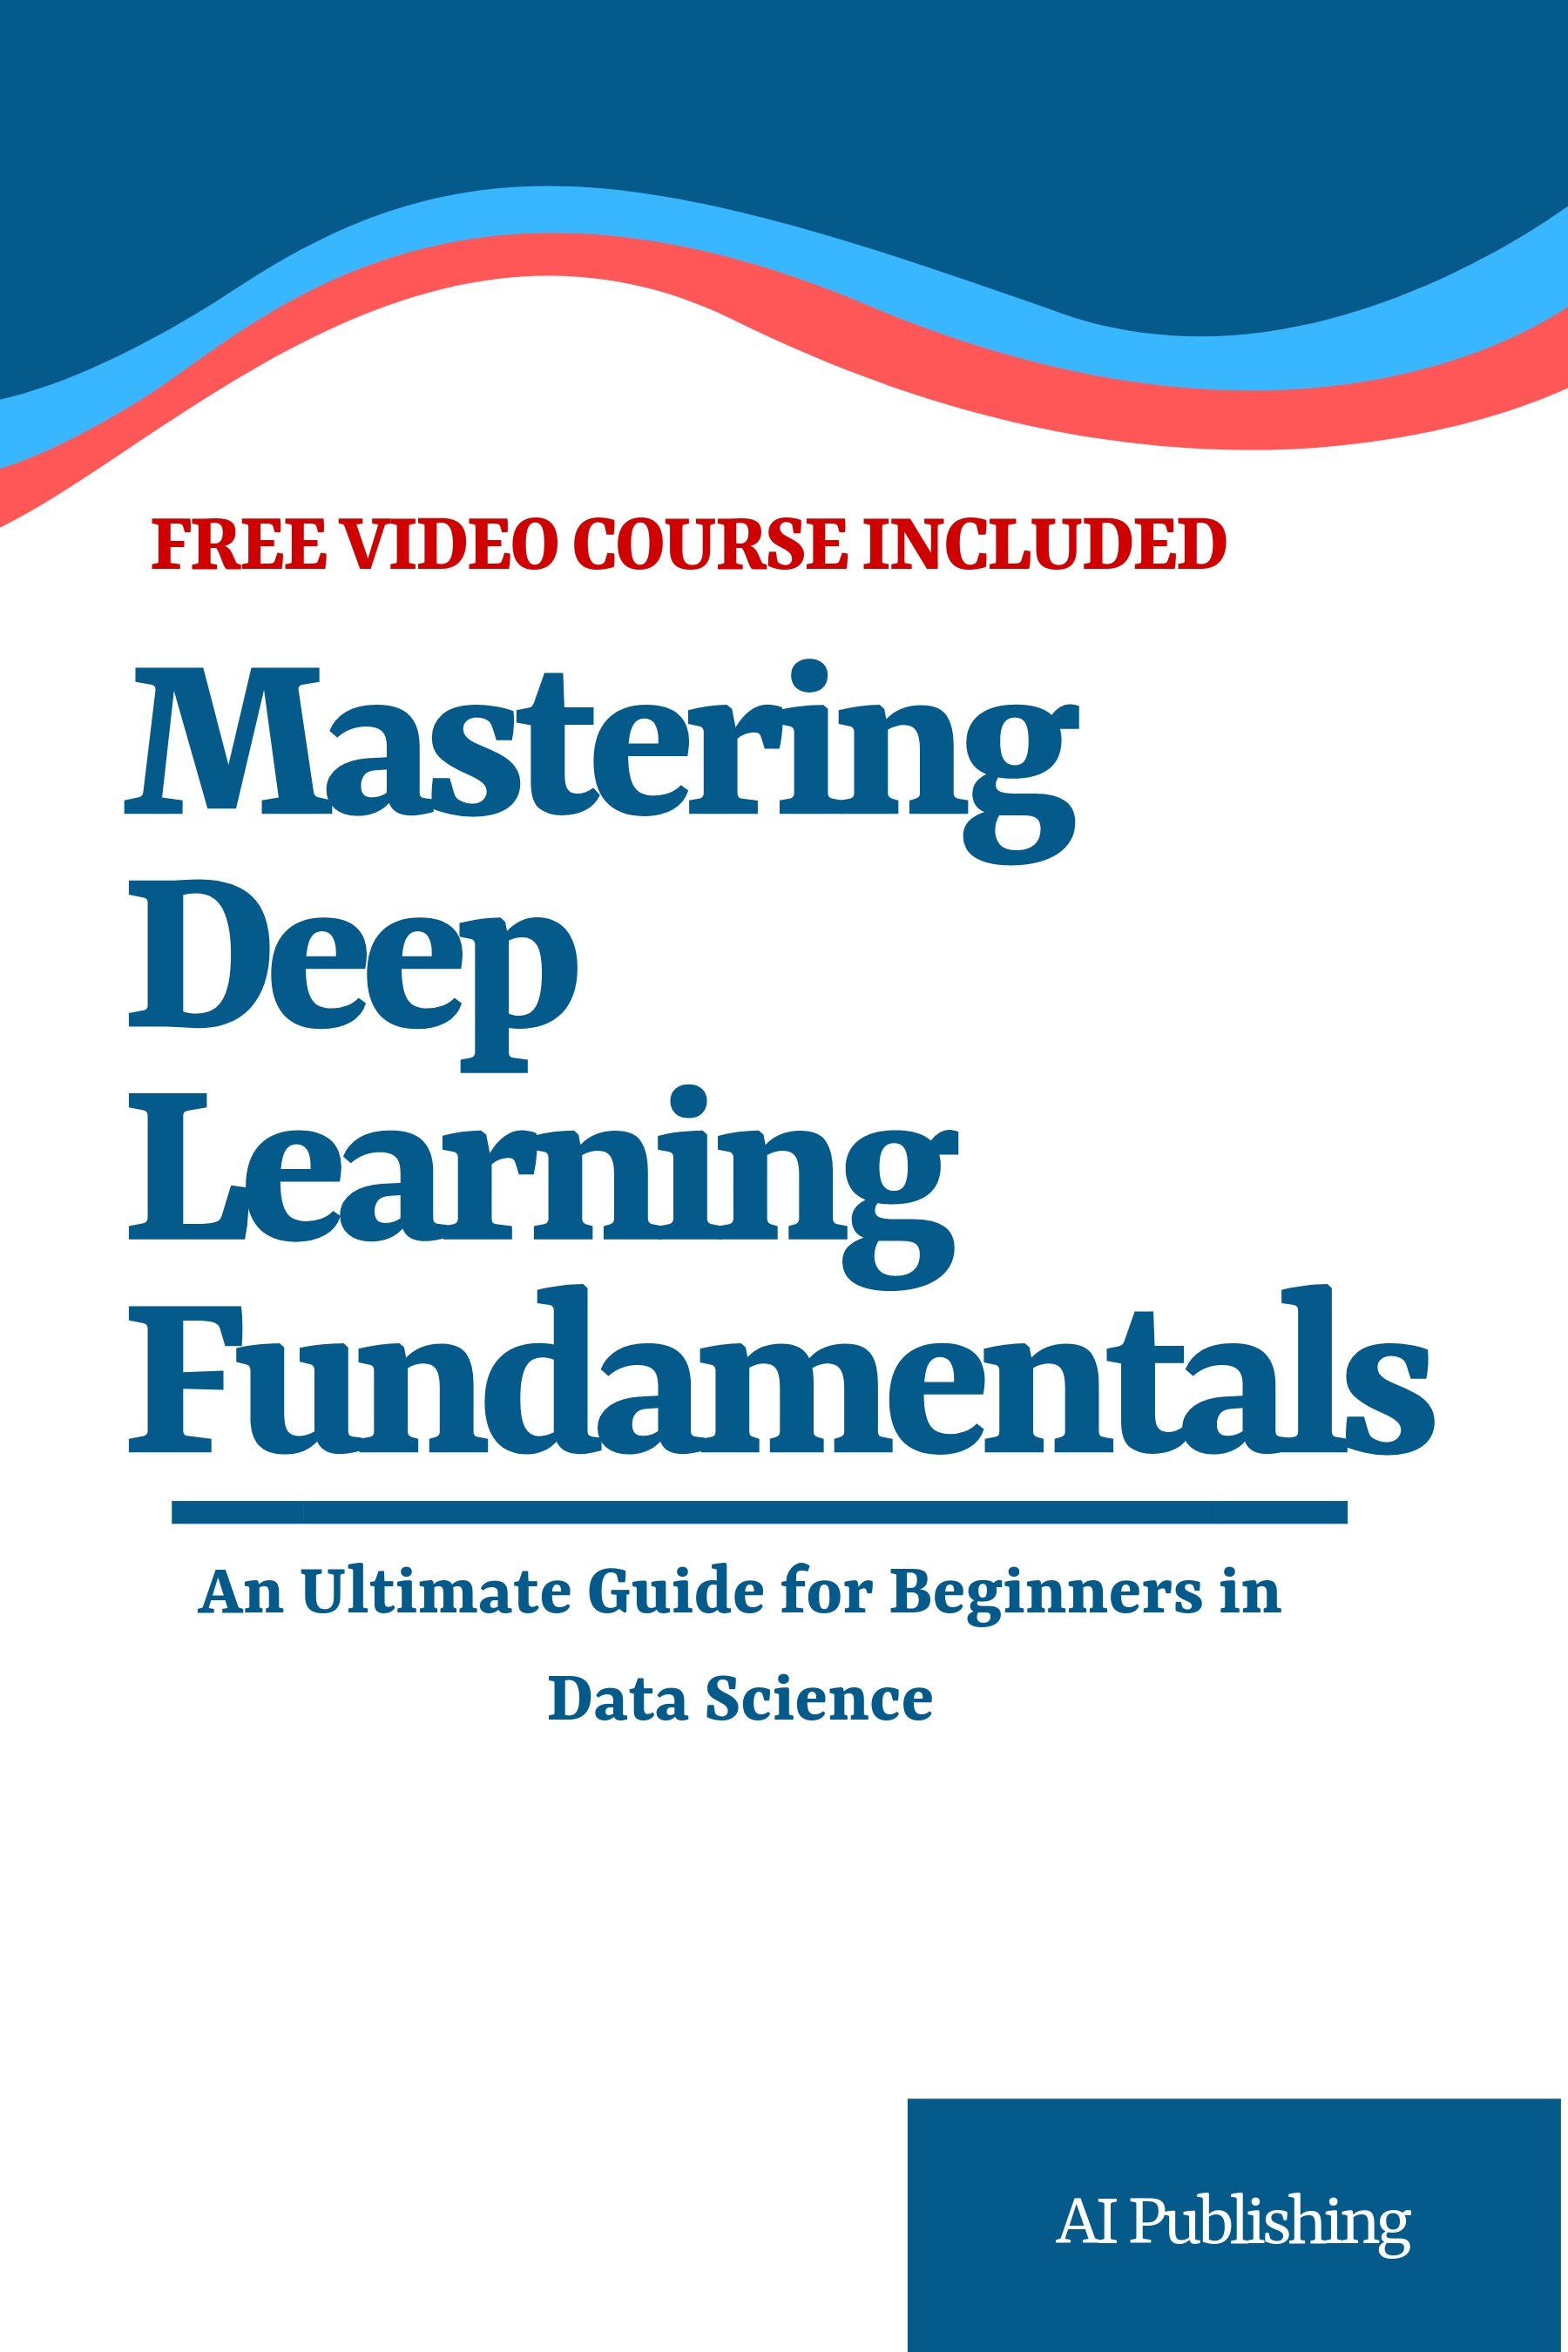 FREE VIDEO COURSE INCLUDED
Mastering
Deep
Learning
Fundamentals
An Ultimate Guide for Beginners in
Data Science
AI Publishing